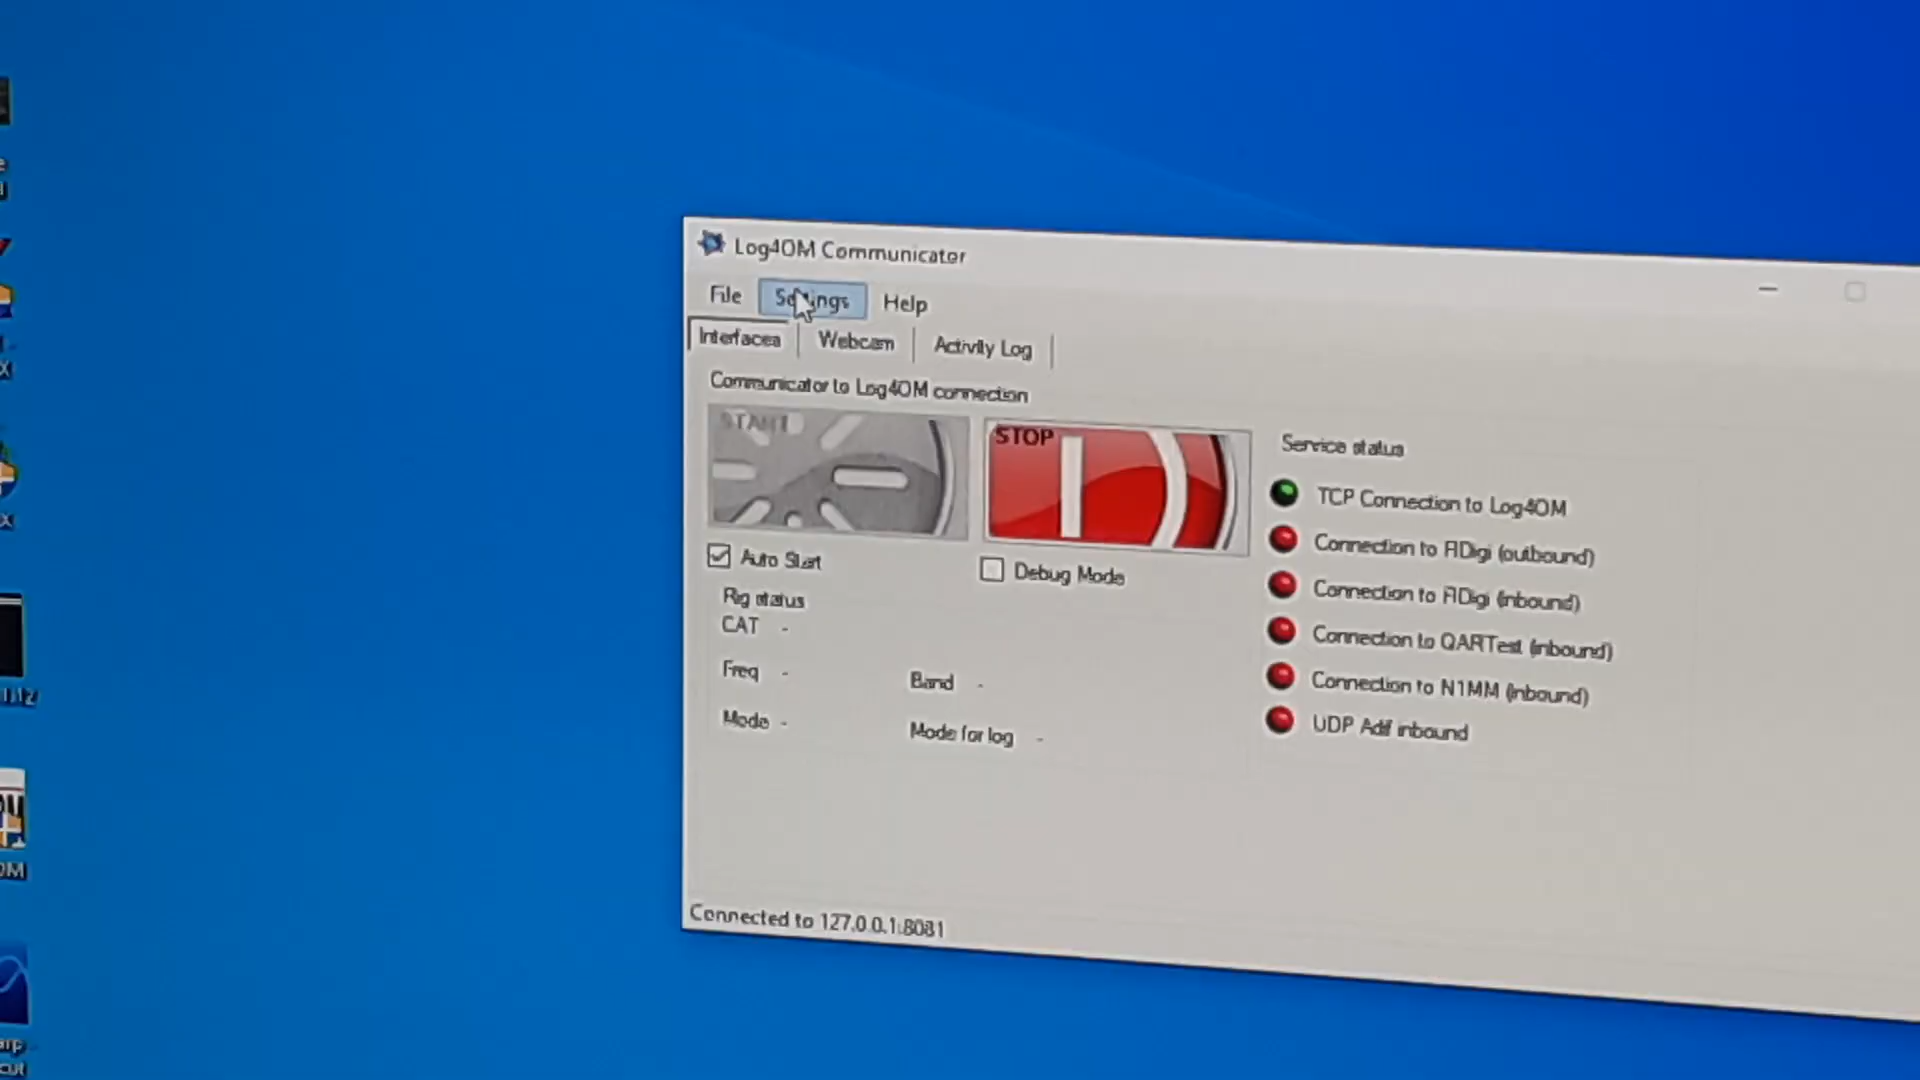 Log4OM Communicator
File Settings Help
Interfaces Webcam Activity Log
Communicator to Log4OM connection
START
STOP
Service status
TCP Connection to Log4OM
Auto Start
Debug Mode
Connection to FlDigi (outbound)
Connection to FlDigi (inbound)
Connection to QARTest (inbound)
Connection to N1MM (inbound)
UDP Adif inbound
Rig status
CAT -
Freq -
Band -
Mode -
Mode for log -
Connected to 127.0.0.1:8081